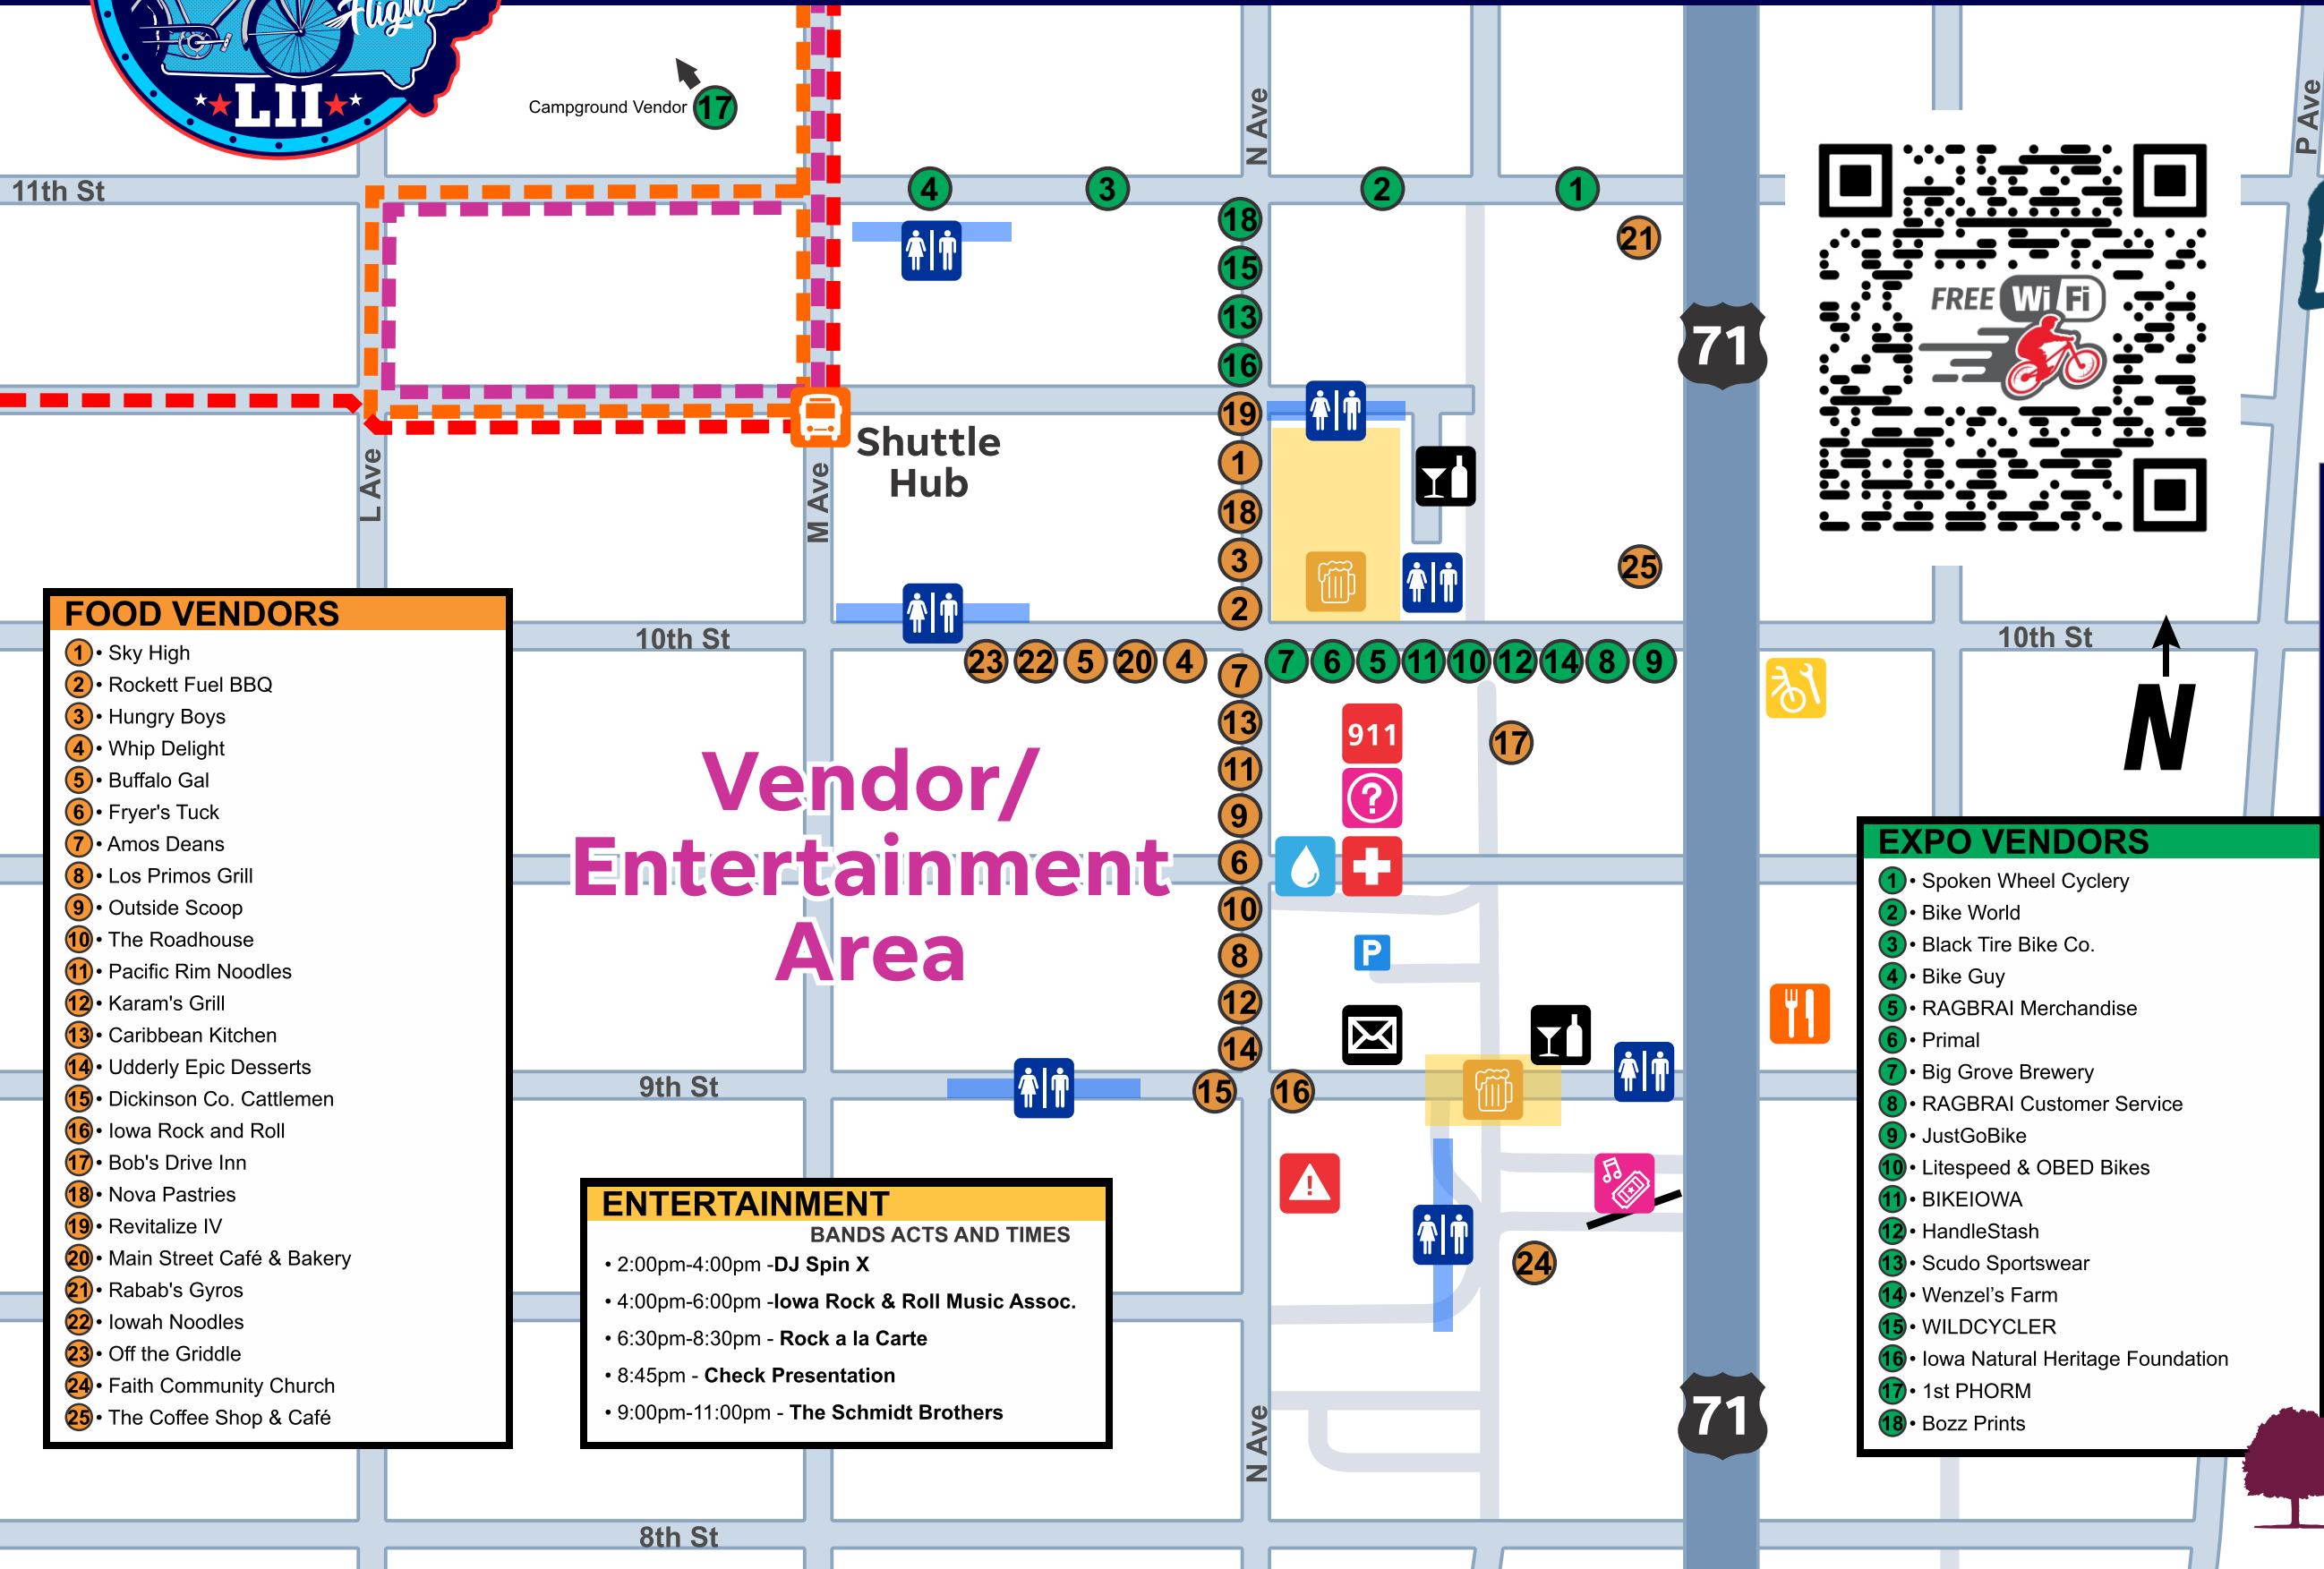 Flight
LII
Campground Vendor 17
N Ave
P Ave
11th St
4
3
2
1
18
15
13
16
21
71
FREE WiFi
19
1
18
3
2
25
Shuttle
Hub
L Ave
M Ave
10th St
10th St
23 22 5 20 4
7 6 5 11 10 12 14 8 9
7
13
11
9
6
10
8
12
14
15
16
911
?
17
P
N
Vendor/
Entertainment
Area
9th St
!
24
71
N Ave
8th St
FOOD VENDORS
1 • Sky High
2 • Rockett Fuel BBQ
3 • Hungry Boys
4 • Whip Delight
5 • Buffalo Gal
6 • Fryer's Tuck
7 • Amos Deans
8 • Los Primos Grill
9 • Outside Scoop
10 • The Roadhouse
11 • Pacific Rim Noodles
12 • Karam's Grill
13 • Caribbean Kitchen
14 • Udderly Epic Desserts
15 • Dickinson Co. Cattlemen
16 • Iowa Rock and Roll
17 • Bob's Drive Inn
18 • Nova Pastries
19 • Revitalize IV
20 • Main Street Café & Bakery
21 • Rabab's Gyros
22 • Iowah Noodles
23 • Off the Griddle
24 • Faith Community Church
25 • The Coffee Shop & Café
ENTERTAINMENT
BANDS ACTS AND TIMES
• 2:00pm-4:00pm -DJ Spin X
• 4:00pm-6:00pm -Iowa Rock & Roll Music Assoc.
• 6:30pm-8:30pm - Rock a la Carte
• 8:45pm - Check Presentation
• 9:00pm-11:00pm - The Schmidt Brothers
EXPO VENDORS
1 • Spoken Wheel Cyclery
2 • Bike World
3 • Black Tire Bike Co.
4 • Bike Guy
5 • RAGBRAI Merchandise
6 • Primal
7 • Big Grove Brewery
8 • RAGBRAI Customer Service
9 • JustGoBike
10 • Litespeed & OBED Bikes
11 • BIKEIOWA
12 • HandleStash
13 • Scudo Sportswear
14 • Wenzel’s Farm
15 • WILDCYCLER
16 • Iowa Natural Heritage Foundation
17 • 1st PHORM
18 • Bozz Prints